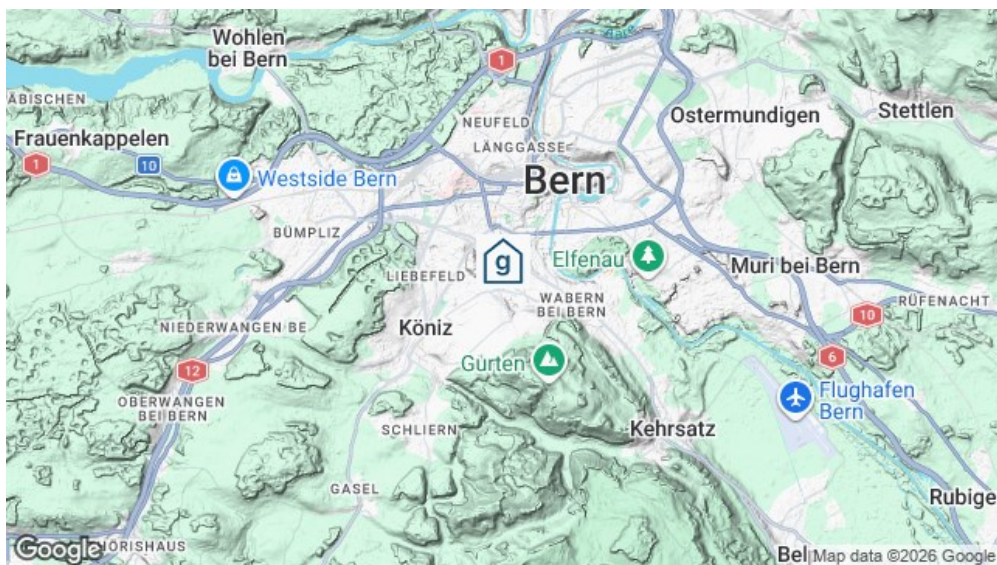 Wohlen
bei Bern
1
Aare
ÄBISCHEN
NEUFELD
Ostermundigen
Stettlen
Frauenkappelen
1
10
LÄNGGASSE
Westside Bern
Bern
BÜMPLIZ
g
Elfenau
Muri bei Bern
LIEBEFELD
WABERN
BEI BERN
RÜFENACHT
10
NIEDERWANGEN BE
Köniz
6
12
Gurten
Flughafen
Bern
OBERWANGEN
BEI BERN
SCHLIERN
Kehrsatz
GASEL
Rubige
Google
HÖRISHAUS
Bel
Map data ©2026 Google